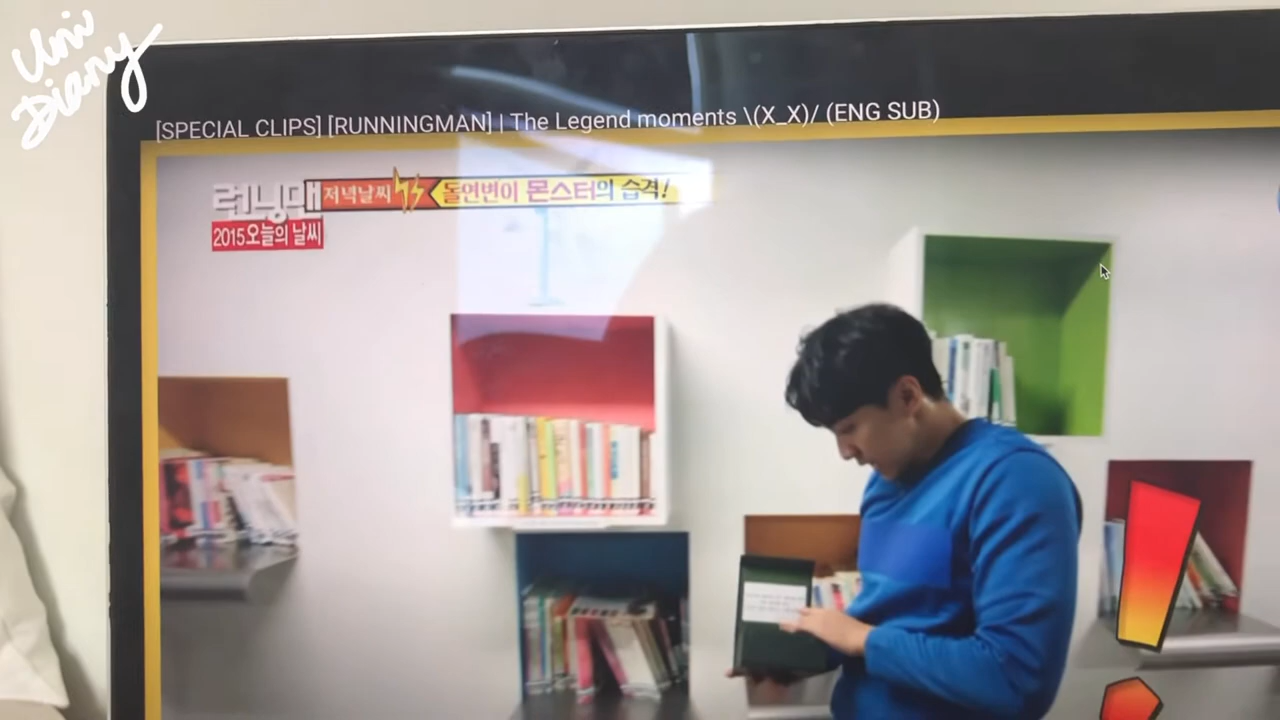 Uni
Diany
[SPECIAL CLIPS] [RUNNINGMAN] | The Legend moments \(X_X)/ (ENG SUB)
런닝맨 저녁날씨 돌연변이 몬스터의 습격!
2015오늘의 날씨